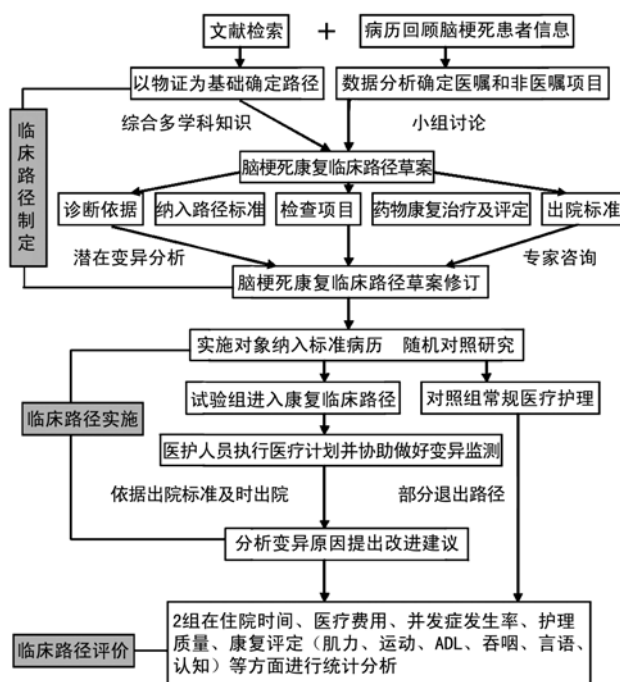 文献检索
+
病历回顾脑梗死患者信息
以物证为基础确定路径
数据分析确定医嘱和非医嘱项目
综合多学科知识
小组讨论
临床路径制定
脑梗死康复临床路径草案
诊断依据
纳入路径标准
检查项目
药物康复治疗及评定
出院标准
潜在变异分析
专家咨询
脑梗死康复临床路径草案修订
实施对象纳入标准病历 随机对照研究
试验组进入康复临床路径
对照组常规医疗护理
临床路径实施
医护人员执行医疗计划并协助做好变异监测
依据出院标准及时出院
部分退出路径
分析变异原因提出改进建议
临床路径评价
2组在住院时间、医疗费用、并发症发生率、护理
质量、康复评定（肌力、运动、ADL、吞咽、言语、
认知）等方面进行统计分析